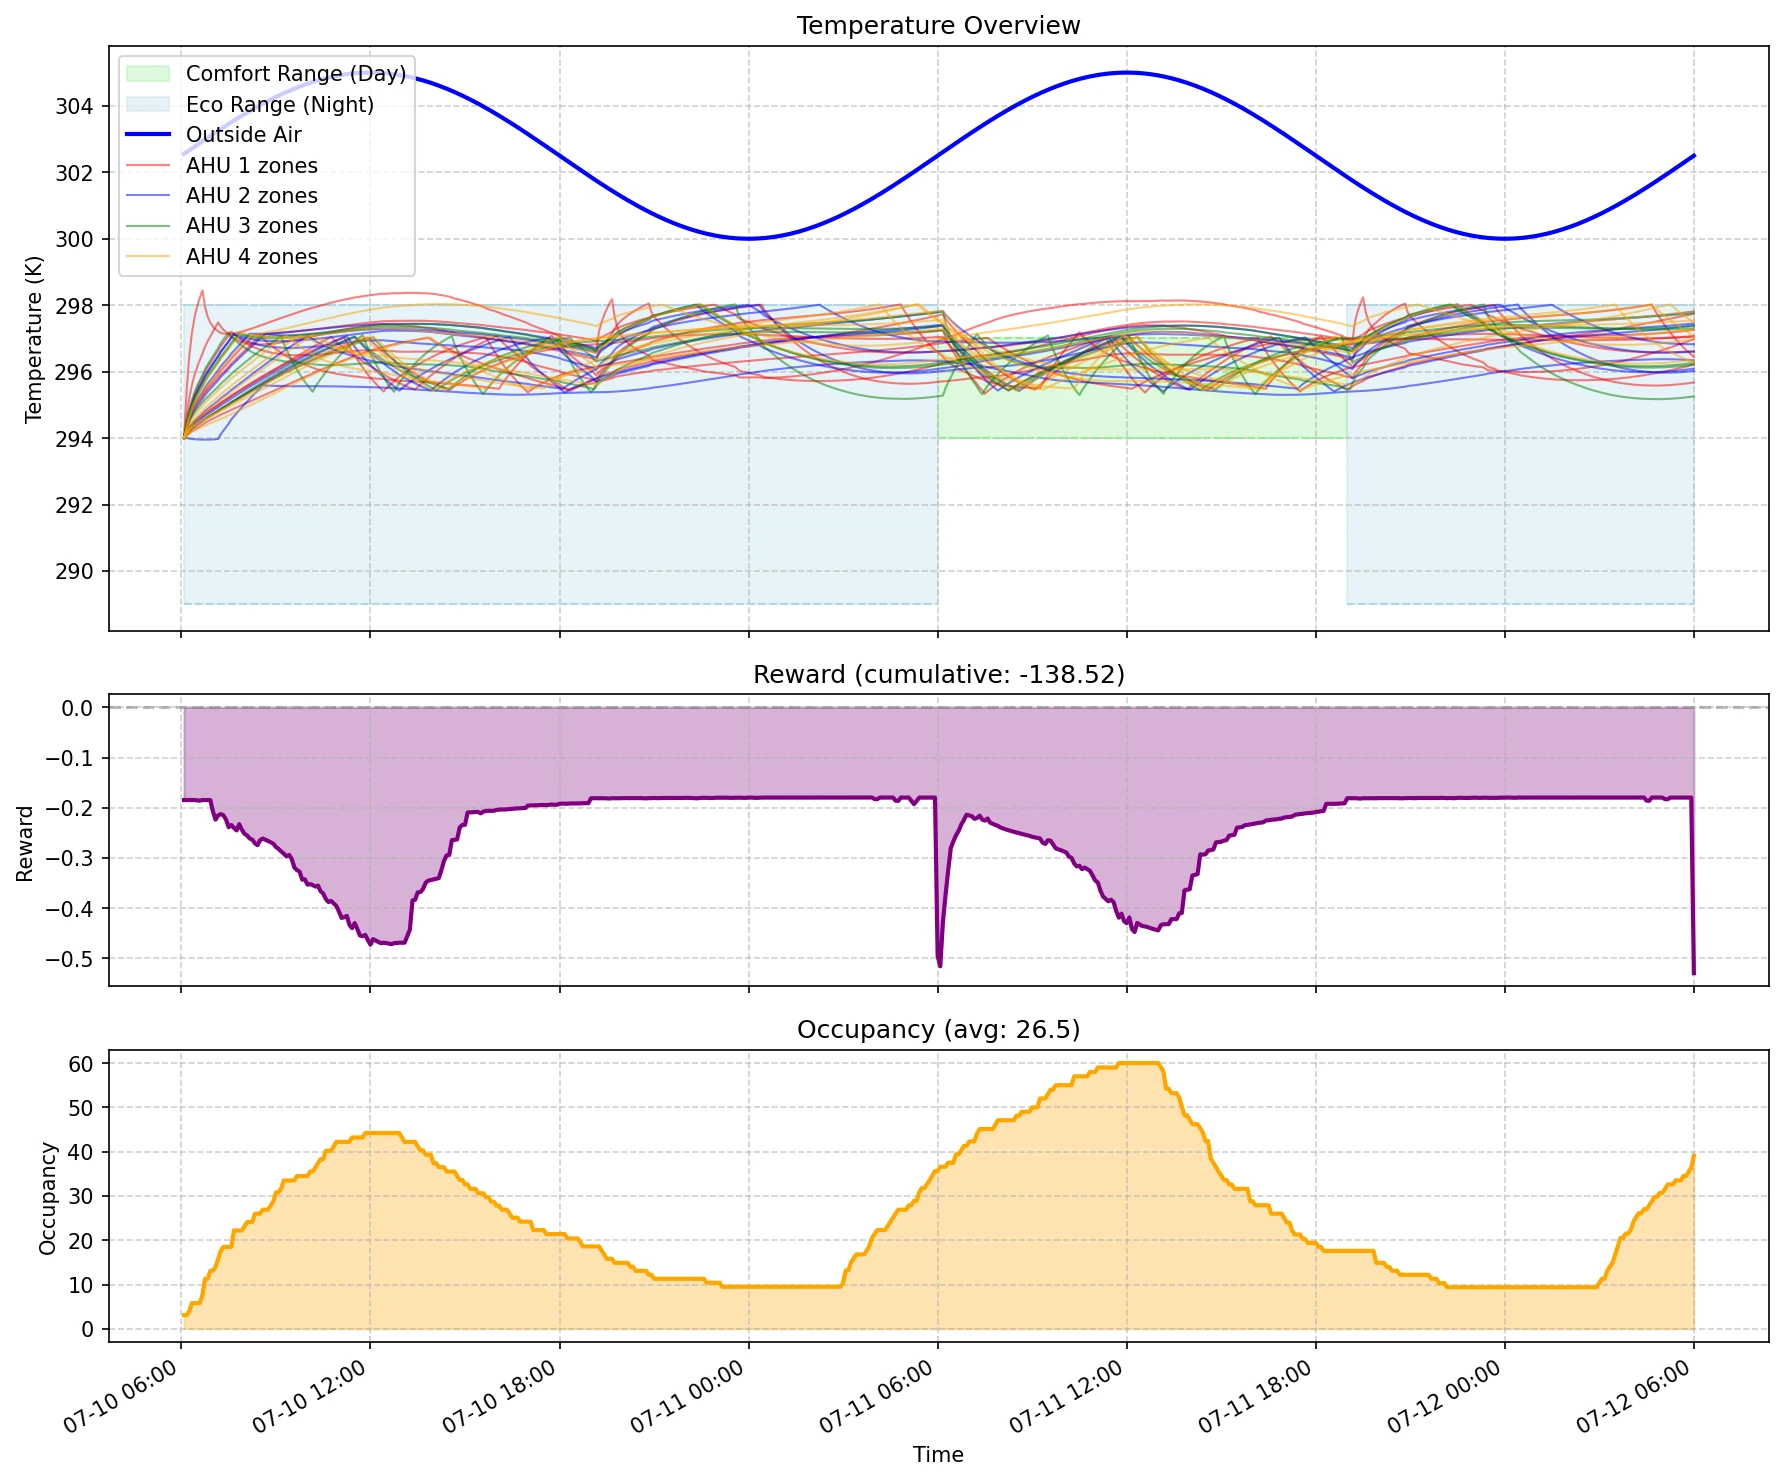 Temperature Overview
Temperature (K)
304
302
300
298
296
294
292
290
Comfort Range (Day)
Eco Range (Night)
Outside Air
AHU 1 zones
AHU 2 zones
AHU 3 zones
AHU 4 zones
Reward (cumulative: -138.52)
Reward
0.0
−0.1
−0.2
−0.3
−0.4
−0.5
Occupancy (avg: 26.5)
Occupancy
60
50
40
30
20
10
0
07-10 06:00
07-10 12:00
07-10 18:00
07-11 00:00
07-11 06:00
07-11 12:00
07-11 18:00
07-12 00:00
07-12 06:00
Time